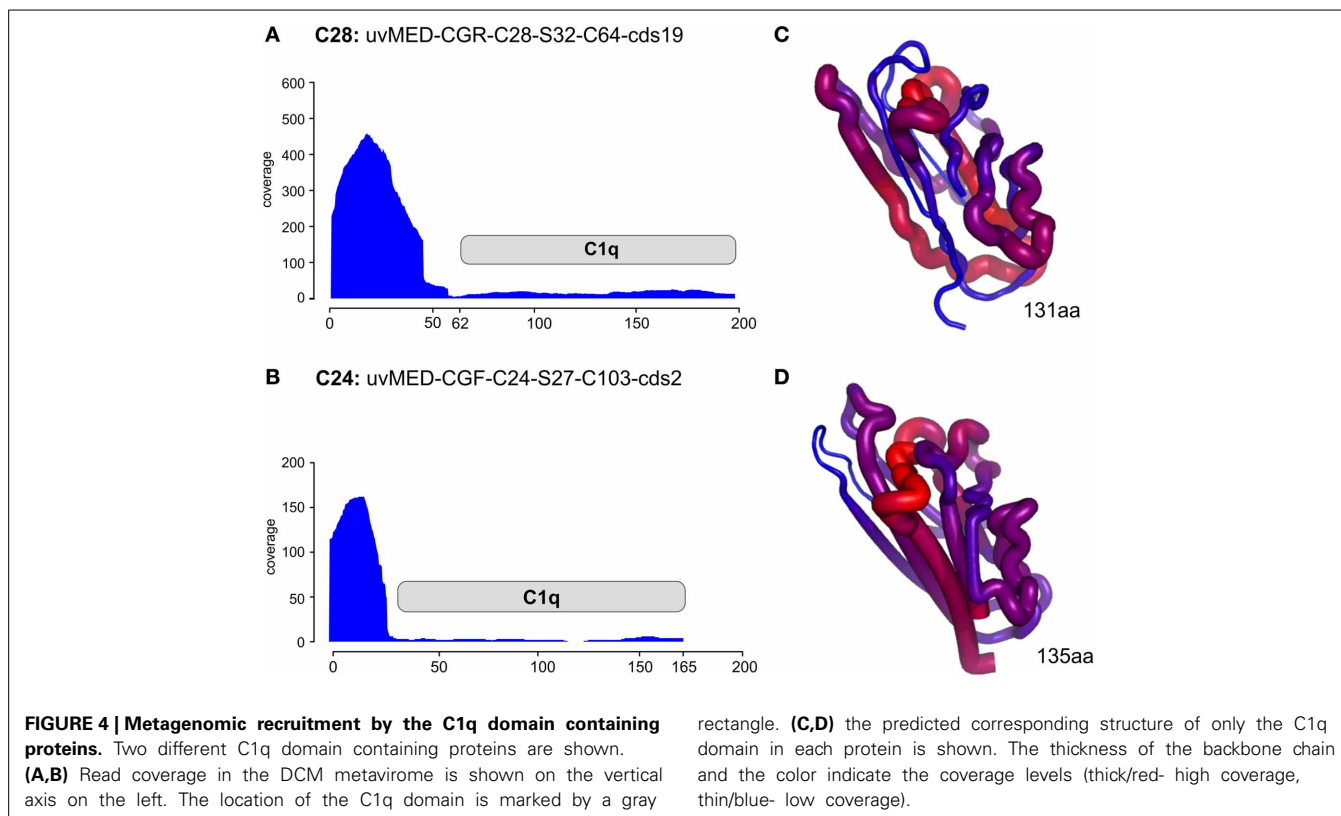 A C28: uvMED-CGR-C28-S32-C64-cds19
600
500
400
300
200
100
0
coverage
C1q
0 50 62 100 150 200
C
131aa
B C24: uvMED-CGF-C24-S27-C103-cds2
200
150
100
50
0
coverage
C1q
0 50 100 150 165 200
D
135aa
FIGURE 4 | Metagenomic recruitment by the C1q domain containing
proteins. Two different C1q domain containing proteins are shown.
(A,B) Read coverage in the DCM metavirome is shown on the vertical
axis on the left. The location of the C1q domain is marked by a gray
rectangle. (C,D) the predicted corresponding structure of only the C1q
domain in each protein is shown. The thickness of the backbone chain
and the color indicate the coverage levels (thick/red- high coverage,
thin/blue- low coverage).